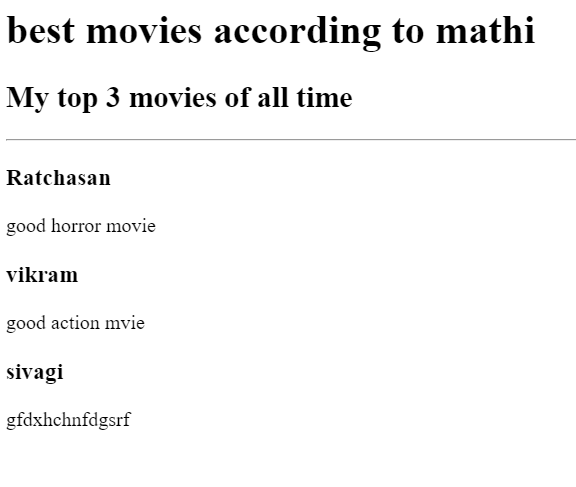 best movies according to mathi
My top 3 movies of all time
Ratchasan
good horror movie
vikram
good action mvie
sivagi
gfdxhchnfdgsrf